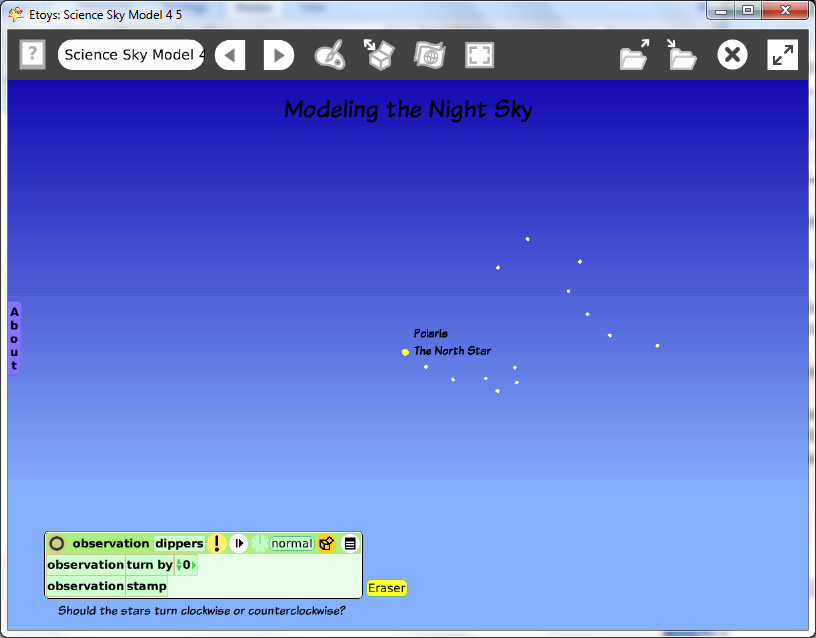 Etoys: Science Sky Model 4 5
? Science Sky Model 4
Modeling the Night Sky
About
Polaris
The North Star
observation dippers ! normal
observation turn by 0
observation stamp
Eraser
Should the stars turn clockwise or counterclockwise?